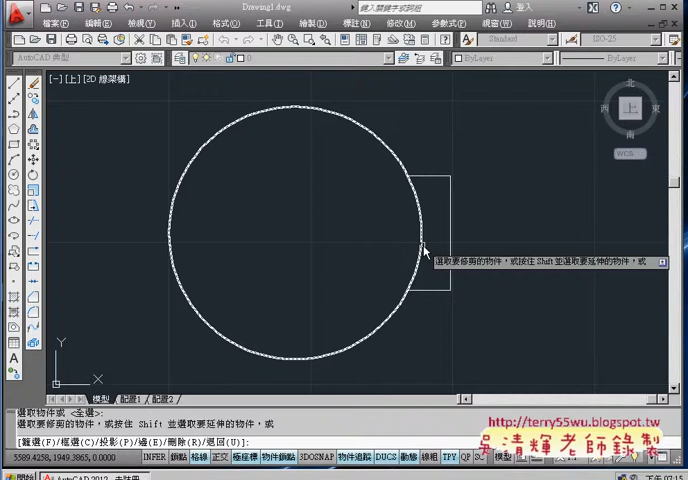 Drawing1.dwg
鍵入關鍵字或片語
登入
檔案(F) 編輯(E) 檢視(V) 插入(I) 格式(O) 工具(T) 繪製(D) 標註(N) 修改(M) 參數式(P) 視窗(W) 說明(H)
Standard ISO-25
AutoCAD 典型 0 ByLayer ByLayer
[−] [上] [2D 線架構]
北
西 上 東
南
WCS
選取要修剪的物件，或按住 Shift 並選取要延伸的物件，或
Y
X
模型 配置1 配置2
選取物件或 <全選>:
選取要修剪的物件，或按住 Shift 並選取要延伸的物件，或
[籬選(F)/框選(C)/投影(P)/邊(E)/刪除(R)/退回(U)]:
http://terry55wu.blogspot.tw
吳清輝老師錄製
5589.4258, 1949.3865, 0.0000 INFER 鎖點 格線 正交 極座標 物件鎖點 3DOSNAP 物件追蹤 DUCS 動態 線粗 TPY QP SC 模型
開始 AutoCAD 2012 - 未註冊 下午 07:15